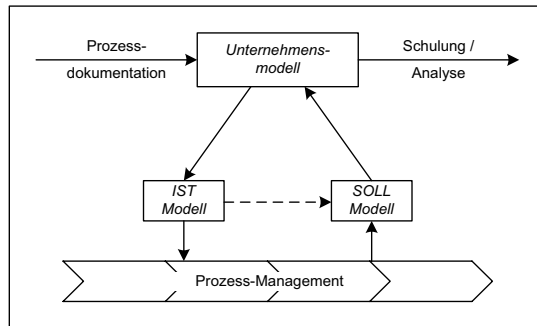 Prozess-
dokumentation
Unternehmens-
modell
Schulung /
Analyse
IST
Modell
SOLL
Modell
Prozess-Management